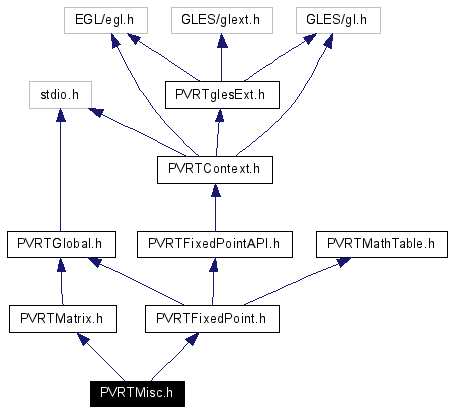 EGL/egl.h GLES/glext.h GLES/gl.h
stdio.h PVRTglesExt.h
PVRTContext.h
PVRTGlobal.h PVRTFixedPointAPI.h PVRTMathTable.h
PVRTMatrix.h PVRTFixedPoint.h
PVRTMisc.h